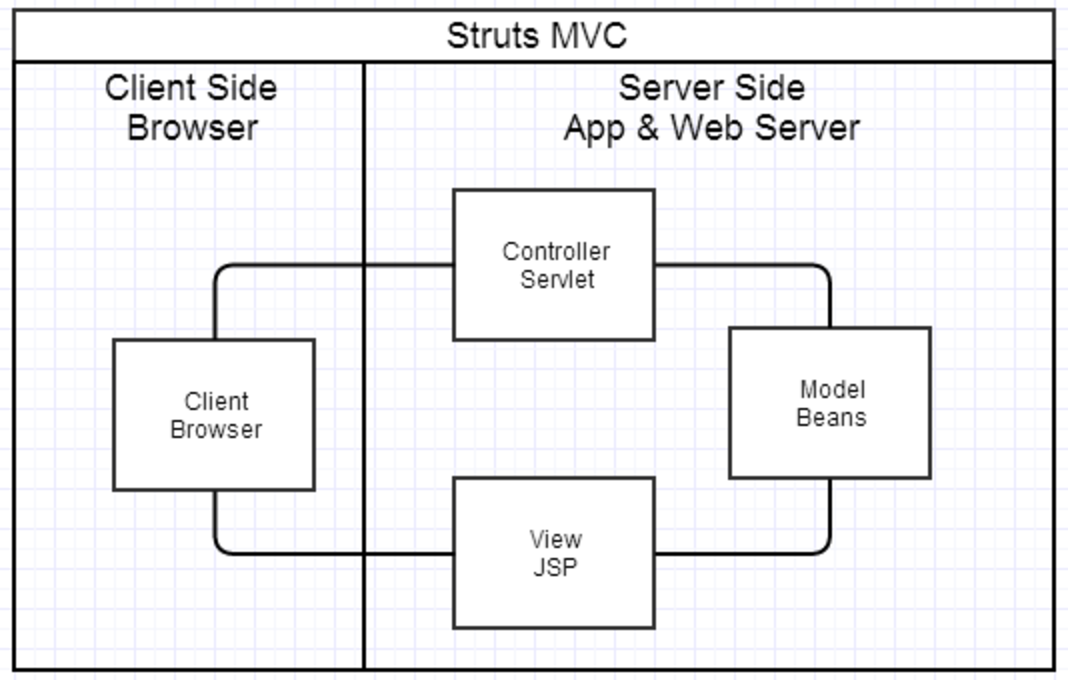 Struts MVC
Client Side
Browser
Server Side
App & Web Server
Controller
Servlet
Client
Browser
Model
Beans
View
JSP